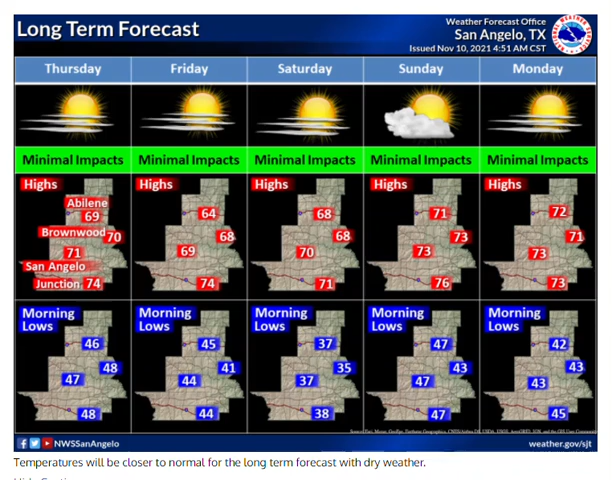 Long Term Forecast
Weather Forecast Office
San Angelo, TX
Issued Nov 10, 2021 4:51 AM CST
Thursday Friday Saturday Sunday Monday
Minimal Impacts Minimal Impacts Minimal Impacts Minimal Impacts Minimal Impacts
Highs Highs Highs Highs Highs
Abilene
69 64 68 71 72
Brownwood 70 68 68 73 71
71 69 70 73 73
San Angelo
Junction 74 74 71 76 73
Morning Lows Morning Lows Morning Lows Morning Lows Morning Lows
46 45 37 47 42
48 41 35 43 43
47 44 37 47 43
48 44 38 47 45
NWSSanAngelo
weather.gov/sjt
Temperatures will be closer to normal for the long term forecast with dry weather.